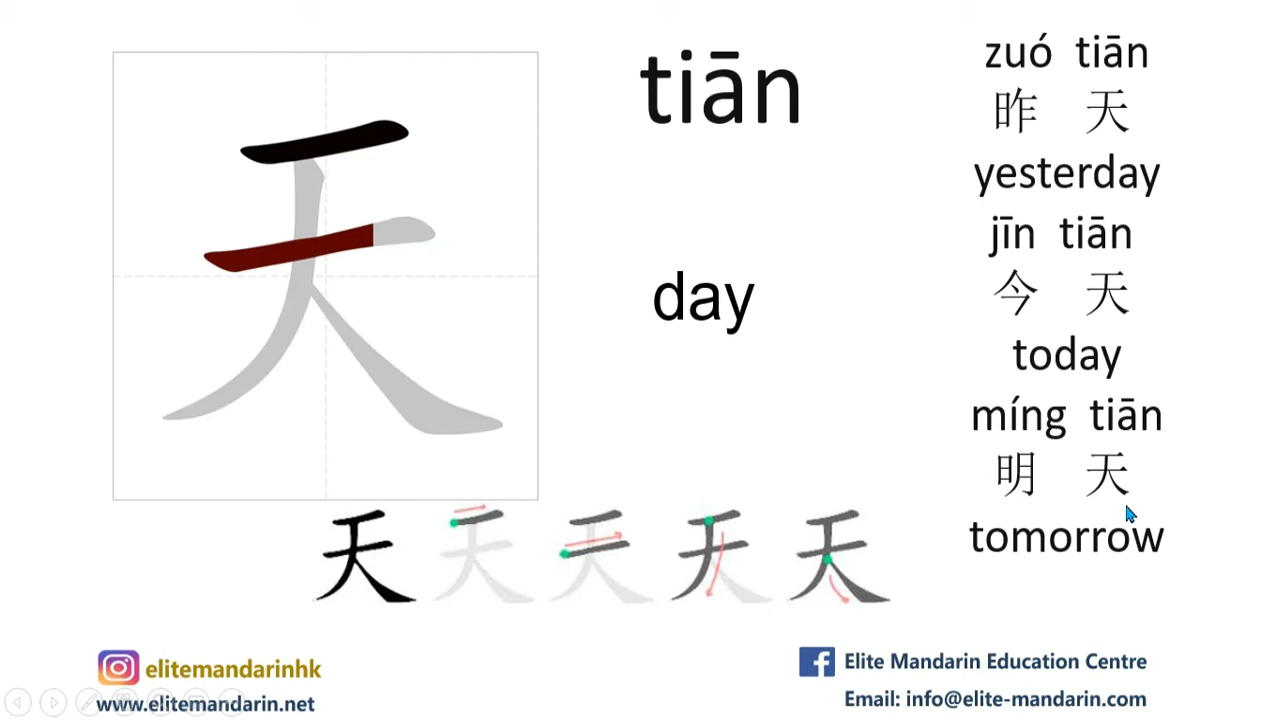 天
tiān
day
zuó tiān
昨 天
yesterday
jīn tiān
今 天
today
míng tiān
明 天
tomorrow
天 天 天 天 天
elitemandarinhk
www.elitemandarin.net
Elite Mandarin Education Centre
Email: info@elite-mandarin.com